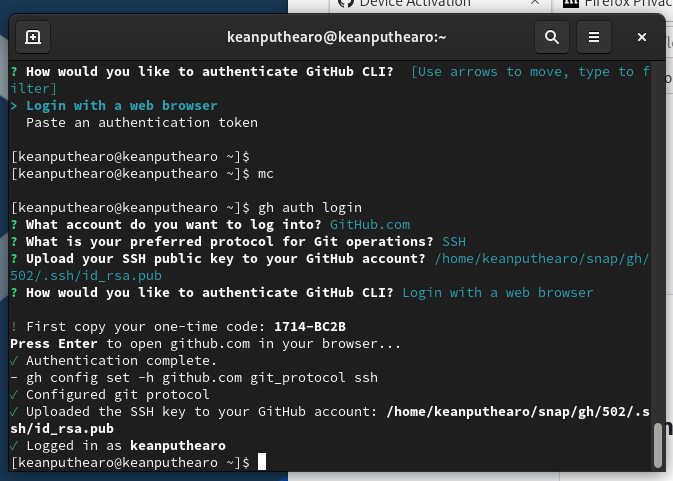 Device Activation
Firefox Privac
keanputhearo@keanputhearo:~
? How would you like to authenticate GitHub CLI?  [Use arrows to move, type to f
ilter]
> Login with a web browser
  Paste an authentication token
[keanputhearo@keanputhearo ~]$
[keanputhearo@keanputhearo ~]$ mc
[keanputhearo@keanputhearo ~]$ gh auth login
? What account do you want to log into? GitHub.com
? What is your preferred protocol for Git operations? SSH
? Upload your SSH public key to your GitHub account? /home/keanputhearo/snap/gh/
502/.ssh/id_rsa.pub
? How would you like to authenticate GitHub CLI? Login with a web browser
! First copy your one-time code: 1714-BC2B
Press Enter to open github.com in your browser...
✓ Authentication complete.
- gh config set -h github.com git_protocol ssh
✓ Configured git protocol
✓ Uploaded the SSH key to your GitHub account: /home/keanputhearo/snap/gh/502/.s
sh/id_rsa.pub
✓ Logged in as keanputhearo
[keanputhearo@keanputhearo ~]$